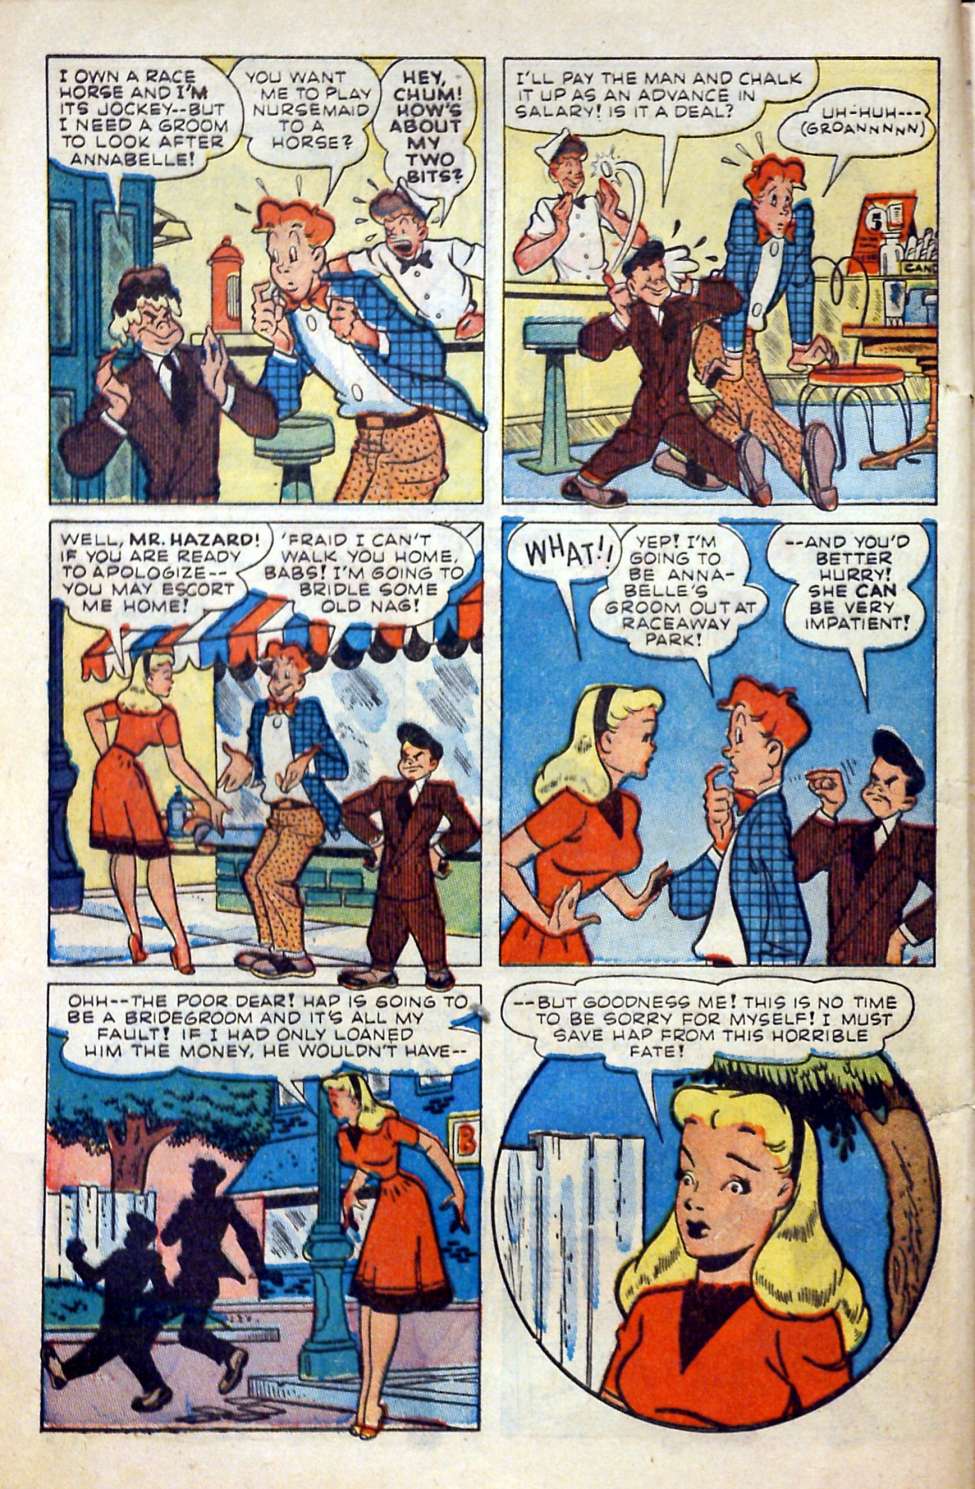 I OWN A RACE
HORSE AND I'M
ITS JOCKEY--BUT
I NEED A GROOM
TO LOOK AFTER
ANNABELLE!
YOU WANT
ME TO PLAY
NURSEMAID
TO A
HORSE?
HEY,
CHUM!
HOW'S
ABOUT
MY
TWO
BITS?
I'LL PAY THE MAN AND CHALK
IT UP AS AN ADVANCE IN
SALARY! IS IT A DEAL?
UH-HUH---
(GROANNNNN)
5
CAND
WELL, MR. HAZARD!
IF YOU ARE READY
TO APOLOGIZE--
YOU MAY ESCORT
ME HOME!
'FRAID I CAN'T
WALK YOU HOME,
BABS! I'M GOING TO
BRIDLE SOME
OLD NAG!
WHAT!!
YEP! I'M
GOING TO
BE ANNA-
BELLE'S
GROOM OUT AT
RACEAWAY
PARK!
--AND YOU'D
BETTER
HURRY!
SHE CAN
BE VERY
IMPATIENT!
OHH--THE POOR DEAR! HAP IS GOING TO
BE A BRIDEGROOM AND IT'S ALL MY
FAULT! IF I HAD ONLY LOANED
HIM THE MONEY, HE WOULDN'T HAVE--
B
--BUT GOODNESS ME! THIS IS NO TIME
TO BE SORRY FOR MYSELF! I MUST
SAVE HAP FROM THIS HORRIBLE
FATE!